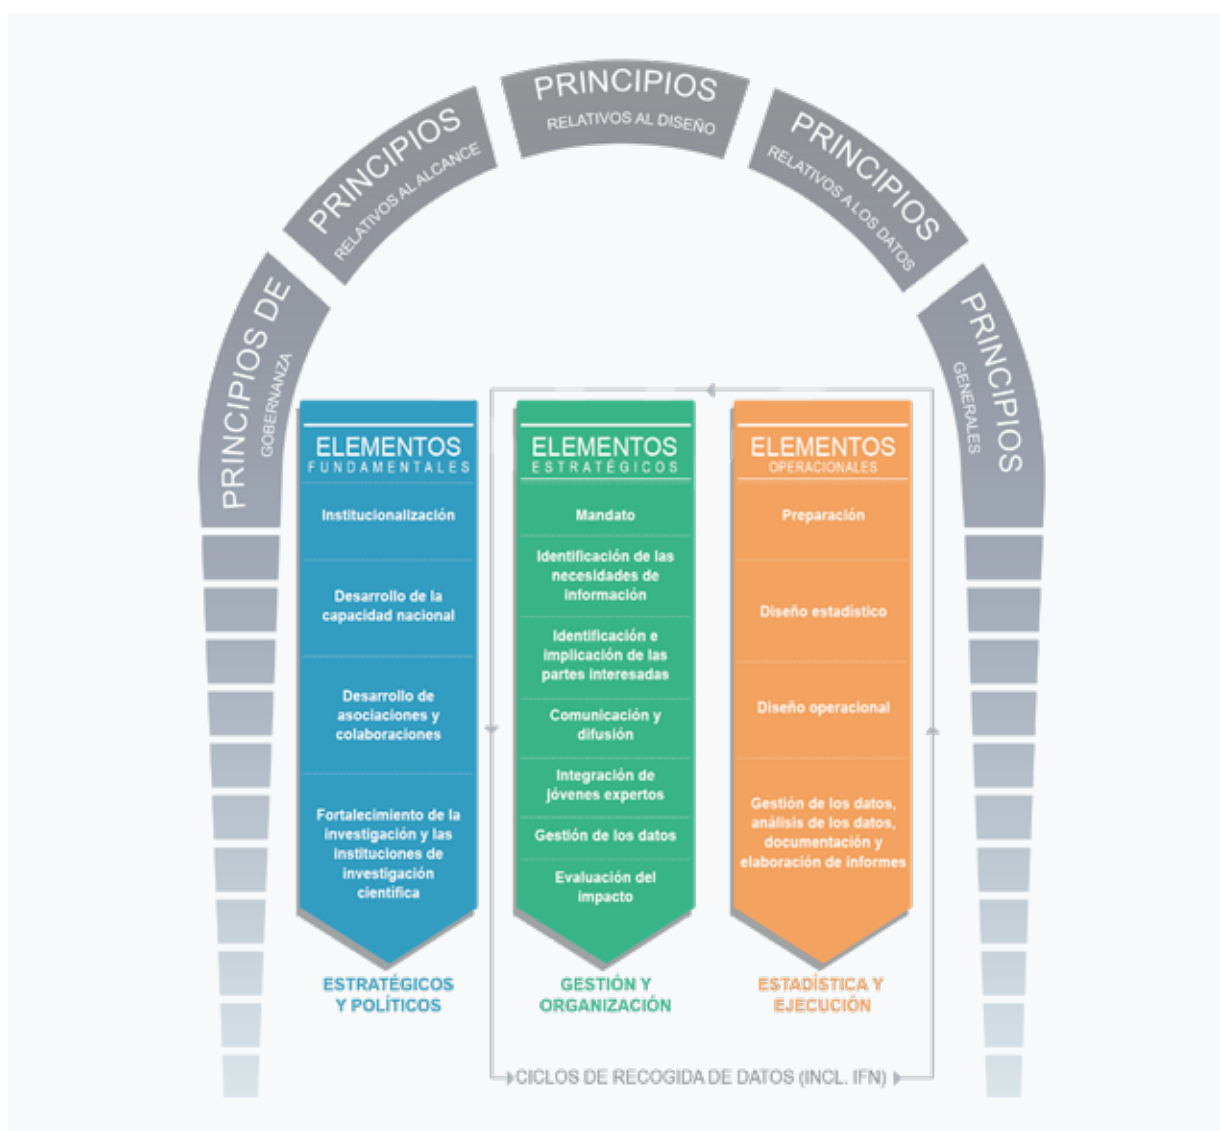 PRINCIPIOS DE
GOBERNANZA
PRINCIPIOS
RELATIVOS AL ALCANCE
PRINCIPIOS
RELATIVOS AL DISEÑO
PRINCIPIOS
RELATIVOS A LOS DATOS
PRINCIPIOS
GENERALES
ELEMENTOS
FUNDAMENTALES
Institucionalización
Desarrollo de la
capacidad nacional
Desarrollo de
asociaciones y
colaboraciones
Fortalecimiento de la
investigación y las
instituciones de
investigación
científica
ESTRATÉGICOS
Y POLÍTICOS
ELEMENTOS
ESTRATÉGICOS
Mandato
Identificación de las
necesidades de
información
Identificación e
implicación de las
partes interesadas
Comunicación y
difusión
Integración de
jóvenes expertos
Gestión de los datos
Evaluación del
impacto
GESTIÓN Y
ORGANIZACIÓN
ELEMENTOS
OPERACIONALES
Preparación
Diseño estadístico
Diseño operacional
Gestión de los datos,
análisis de los datos,
documentación y
elaboración de informes
ESTADÍSTICA Y
EJECUCIÓN
CICLOS DE RECOGIDA DE DATOS (INCL. IFN)